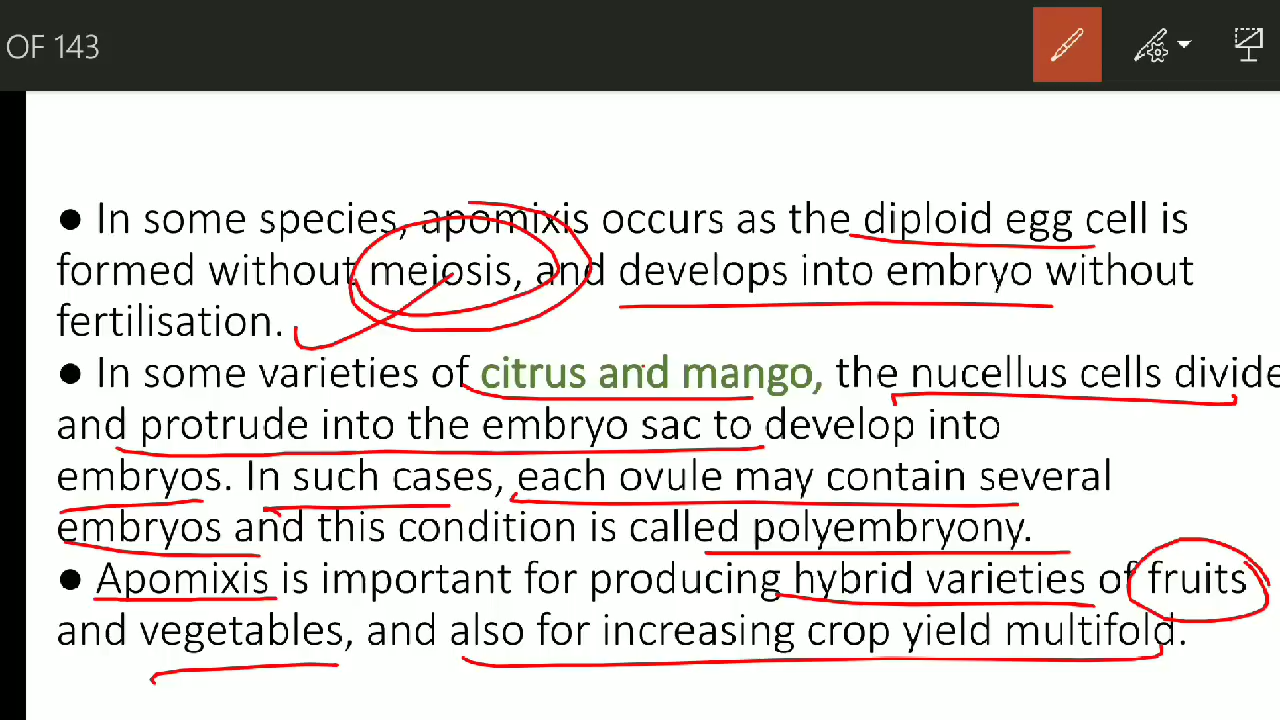 OF 143
● In some species, apomixis occurs as the diploid egg cell is
formed without meiosis, and develops into embryo without
fertilisation.
● In some varieties of citrus and mango, the nucellus cells divide
and protrude into the embryo sac to develop into
embryos. In such cases, each ovule may contain several
embryos and this condition is called polyembryony.
● Apomixis is important for producing hybrid varieties of fruits
and vegetables, and also for increasing crop yield multifold.